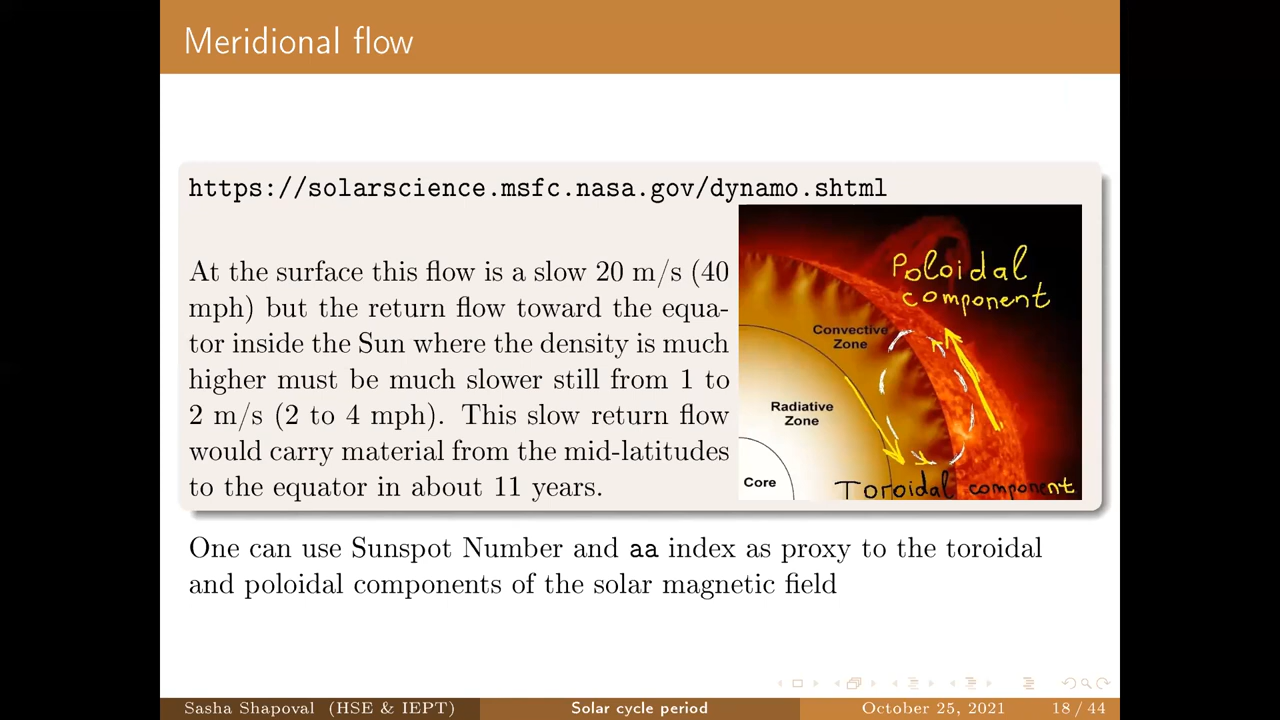 Meridional flow
https://solarscience.msfc.nasa.gov/dynamo.shtml
At the surface this flow is a slow 20 m/s (40
mph) but the return flow toward the equa-
tor inside the Sun where the density is much
higher must be much slower still from 1 to
2 m/s (2 to 4 mph). This slow return flow
would carry material from the mid-latitudes
to the equator in about 11 years.
Poloidal
component
Convective
Zone
Radiative
Zone
Core
Toroidal component
One can use Sunspot Number and aa index as proxy to the toroidal
and poloidal components of the solar magnetic field
Sasha Shapoval (HSE & IEPT)
Solar cycle period
October 25, 2021
18 / 44